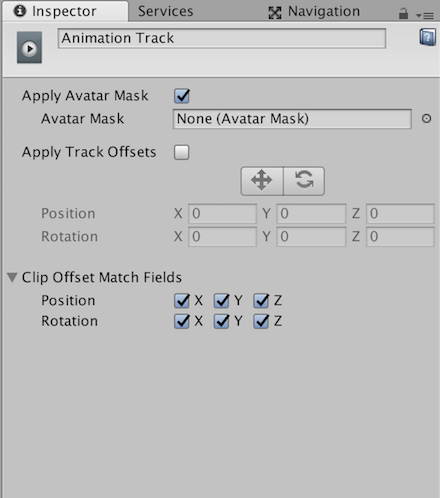 Inspector Services Navigation
Animation Track
Apply Avatar Mask
Avatar Mask None (Avatar Mask)
Apply Track Offsets
Position X 0 Y 0 Z 0
Rotation X 0 Y 0 Z 0
Clip Offset Match Fields
Position X Y Z
Rotation X Y Z